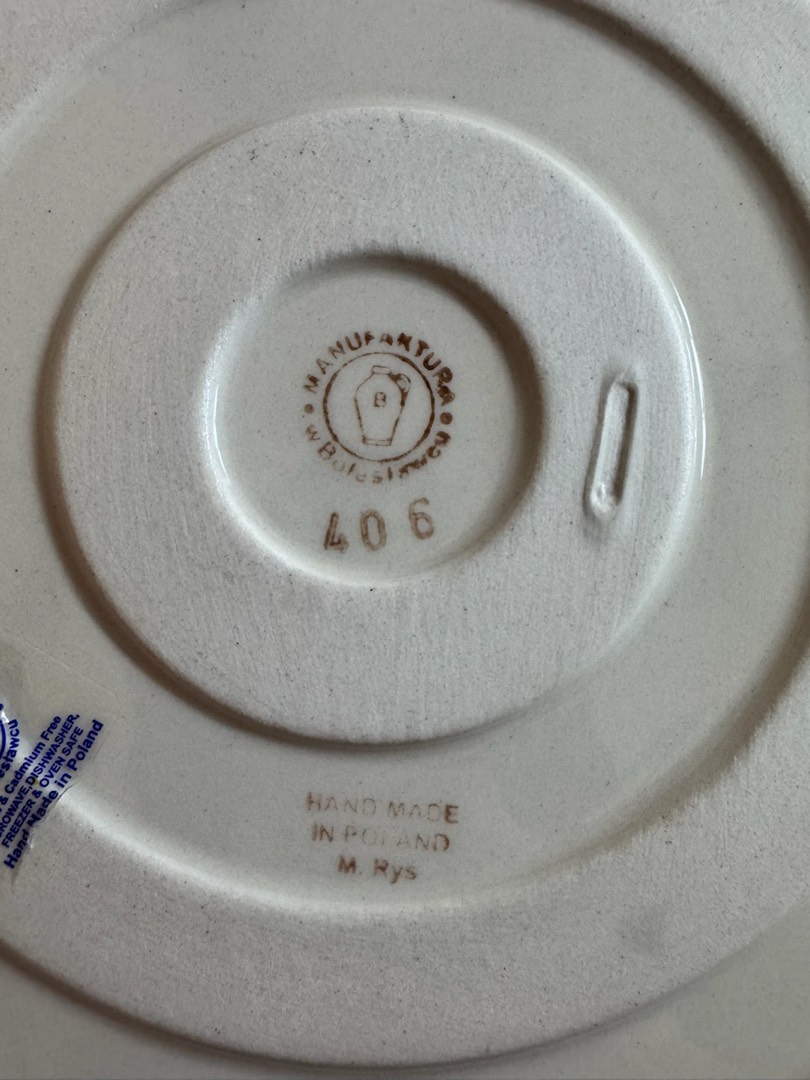 MANUFAKTURA
B
w Bolesławcu
406
HAND MADE
IN POLAND
M. Rys
& Cadmium Free
DISHWASHER,
FREEZER & OVEN SAFE
Hand Made in Poland